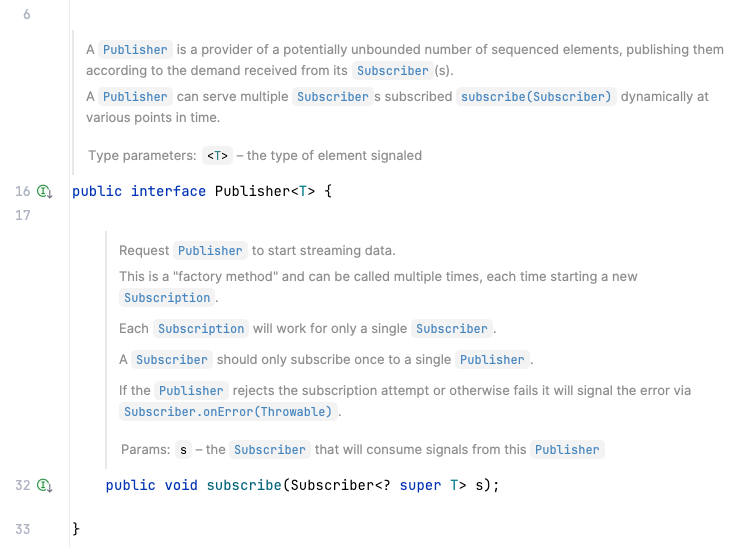 6
A Publisher is a provider of a potentially unbounded number of sequenced elements, publishing them
according to the demand received from its Subscriber (s).
A Publisher can serve multiple Subscriber s subscribed subscribe(Subscriber) dynamically at
various points in time.
Type parameters: <T> – the type of element signaled
16 public interface Publisher<T> {
17
Request Publisher to start streaming data.
This is a "factory method" and can be called multiple times, each time starting a new
Subscription.
Each Subscription will work for only a single Subscriber.
A Subscriber should only subscribe once to a single Publisher.
If the Publisher rejects the subscription attempt or otherwise fails it will signal the error via
Subscriber.onError(Throwable).
Params: s – the Subscriber that will consume signals from this Publisher
32 public void subscribe(Subscriber<? super T> s);
33 }